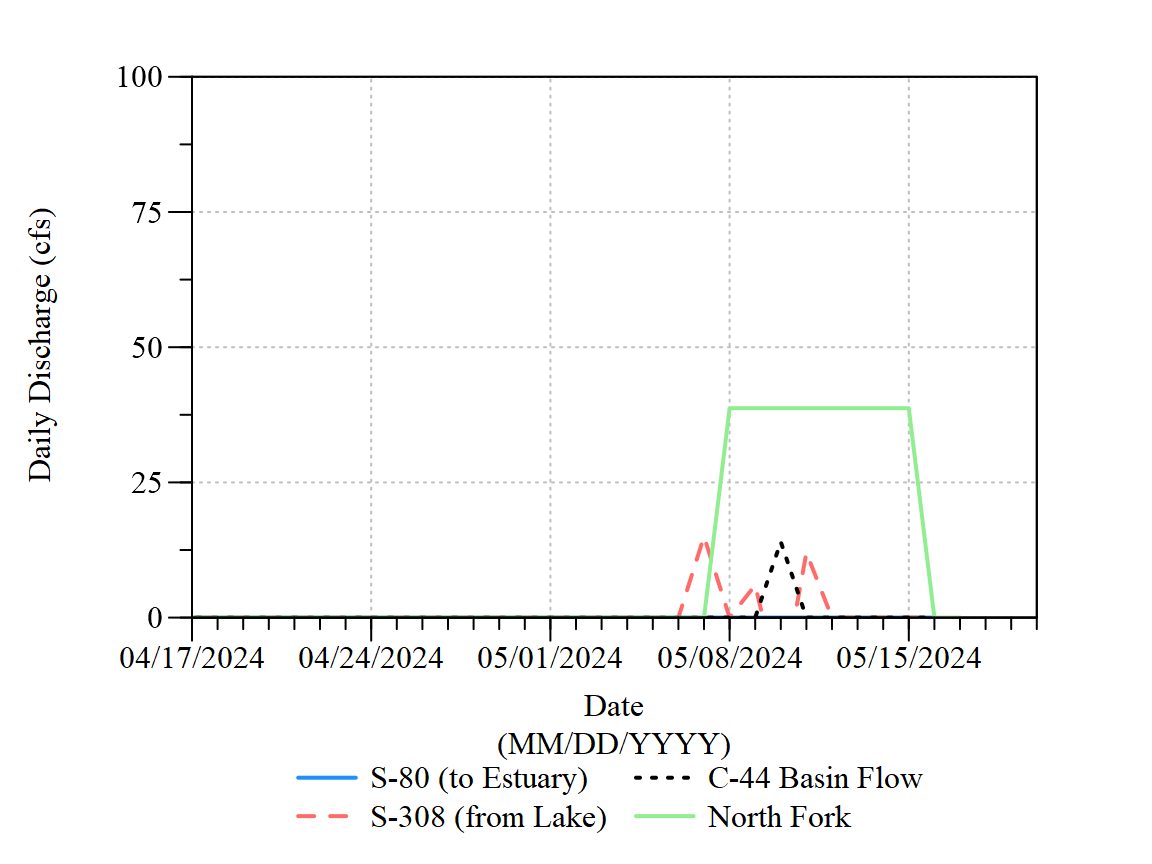 100
75
50
25
0
Daily Discharge (cfs)
04/17/2024 04/24/2024 05/01/2024 05/08/2024 05/15/2024
Date
(MM/DD/YYYY)
S-80 (to Estuary) C-44 Basin Flow
S-308 (from Lake) North Fork